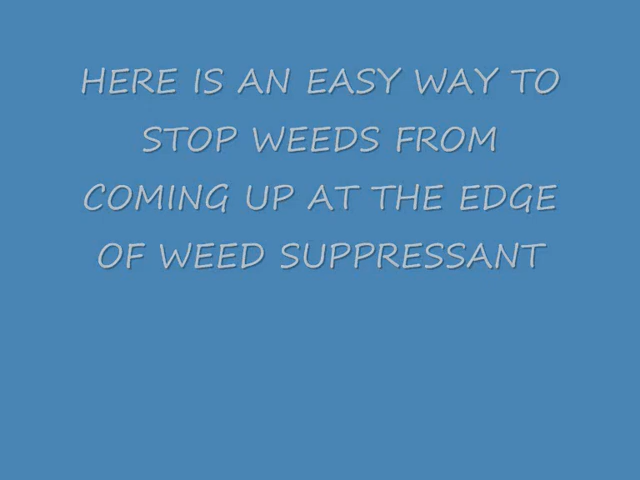 HERE IS AN EASY WAY TO
STOP WEEDS FROM
COMING UP AT THE EDGE
OF WEED SUPPRESSANT